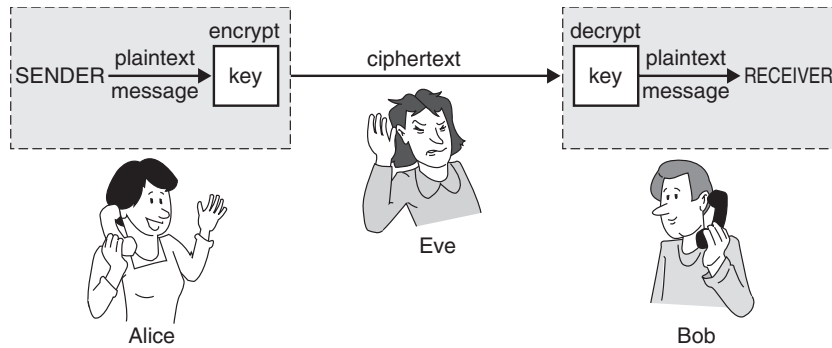 encrypt
SENDER plaintext message key
ciphertext
decrypt
key plaintext message RECEIVER
Alice
Eve
Bob